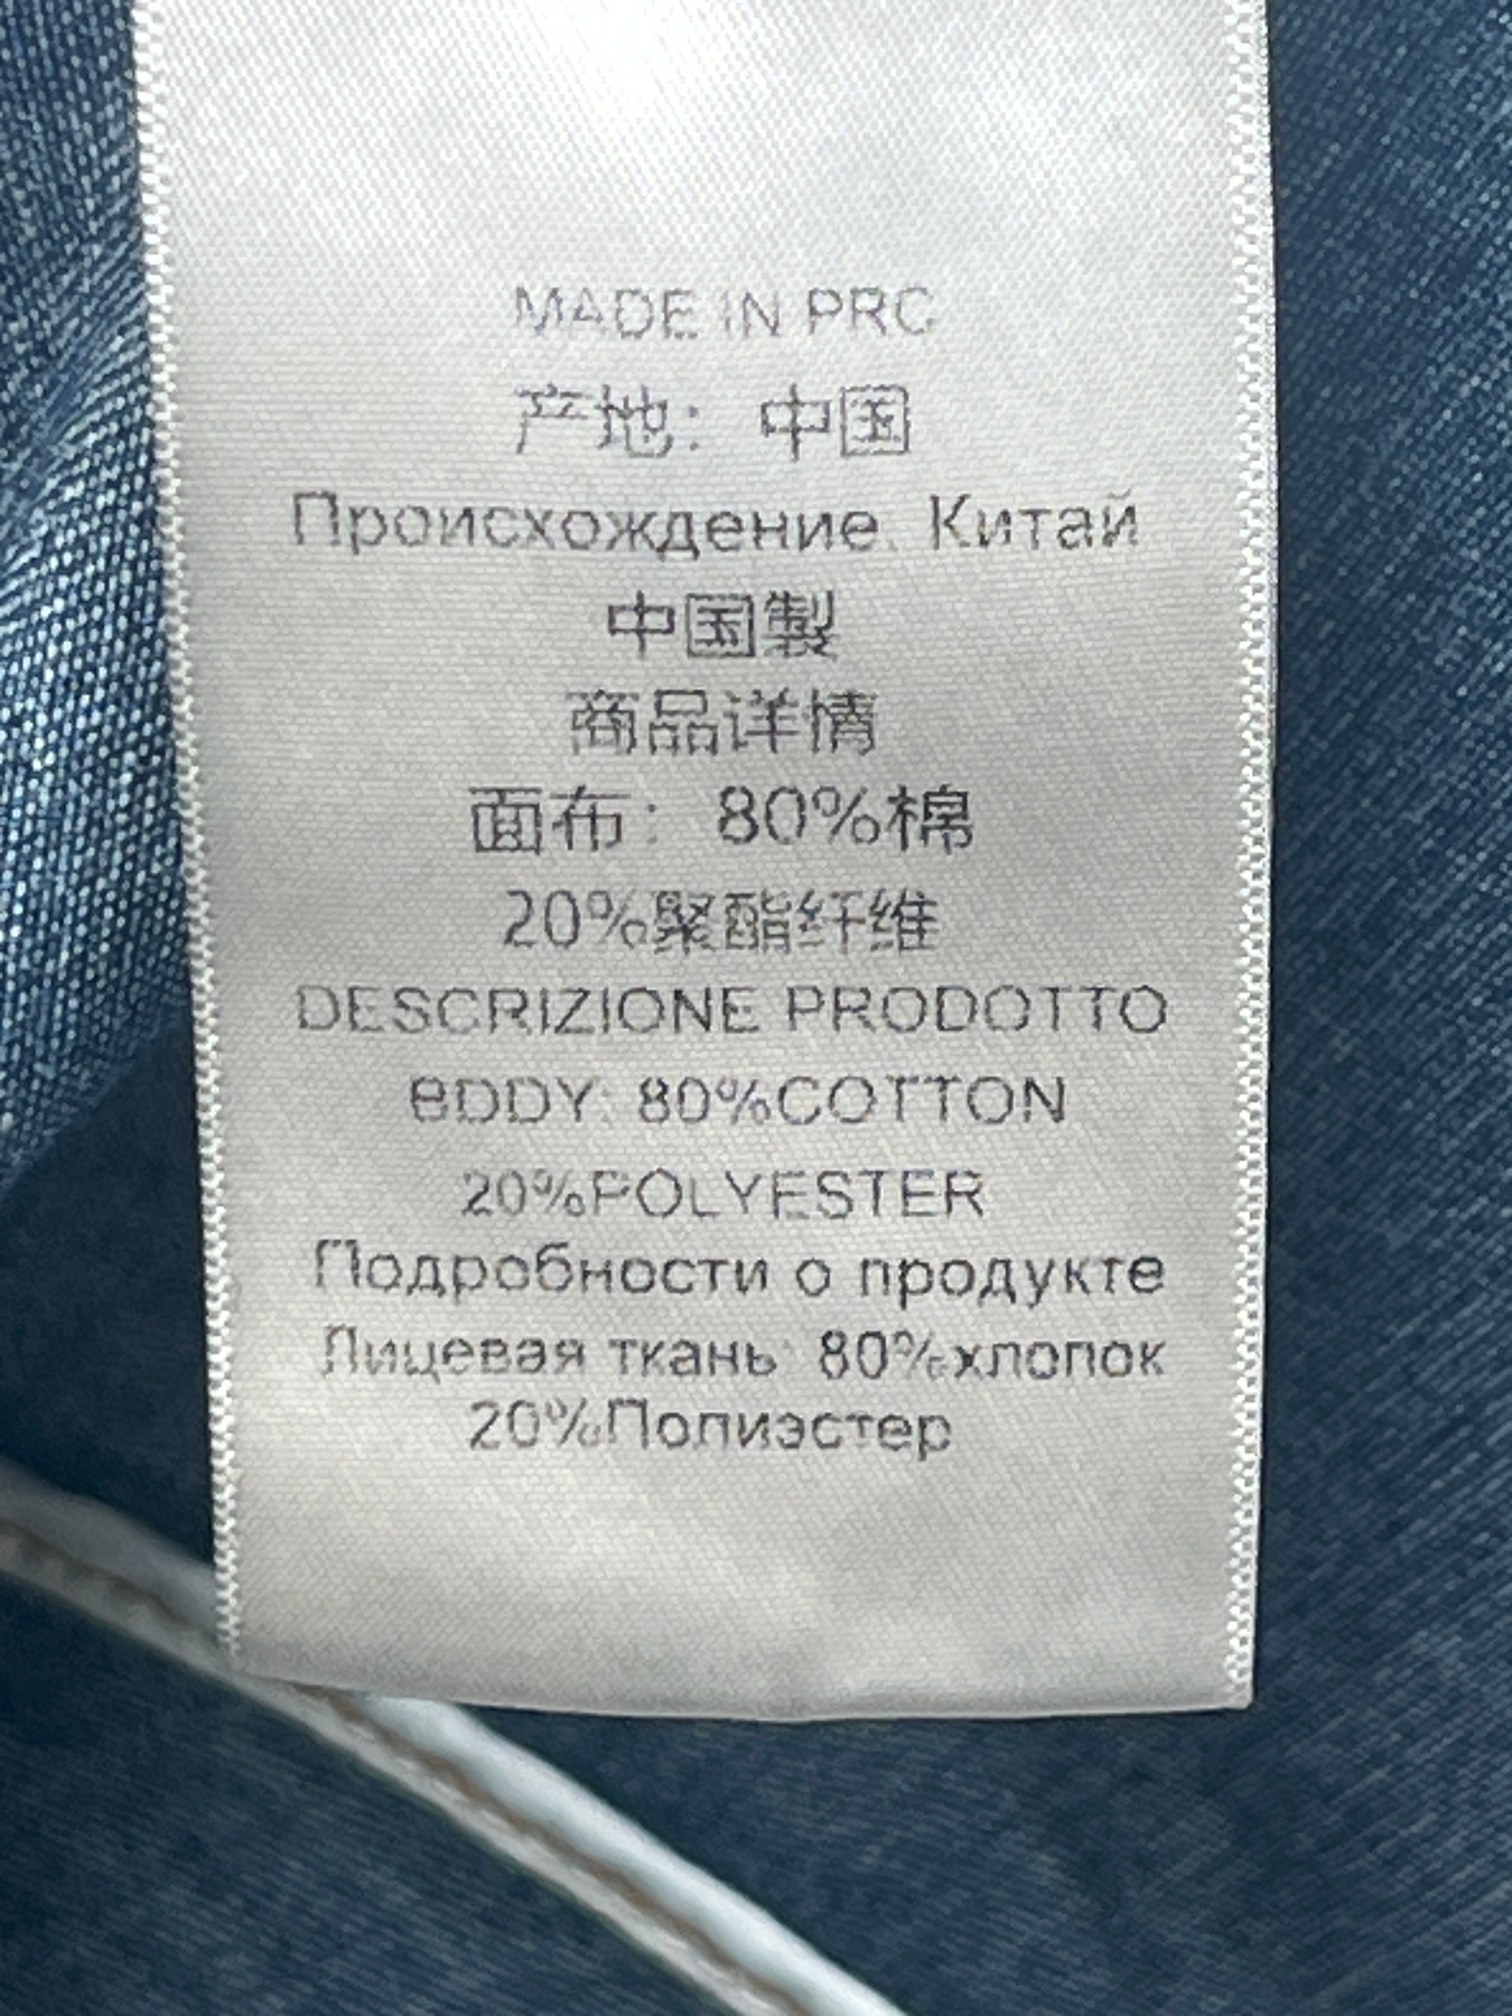 MADE IN PRC
产地：中国
Происхождение. Китай
中国製
商品详情
面布：80%棉
20%聚酯纤维
DESCRIZIONE PRODOTTO
BODY: 80%COTTON
20%POLYESTER
Подробности о продукте
Лицевая ткань: 80%хлопок
20%Полиэстер